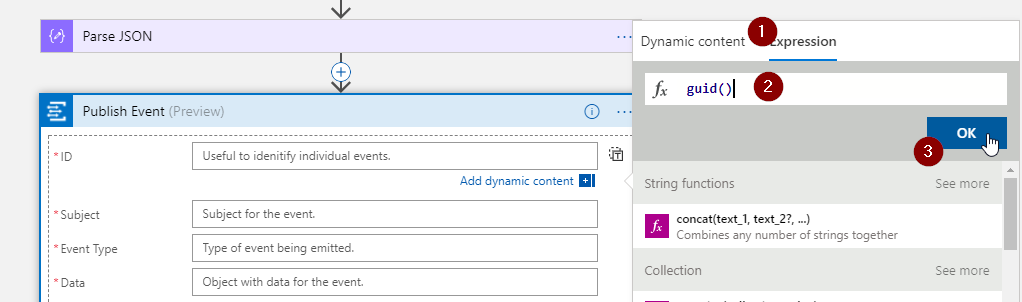 Parse JSON
...
Publish Event (Preview)
...
* ID
Useful to idenitify individual events.
Add dynamic content
* Subject
Subject for the event.
* Event Type
Type of event being emitted.
* Data
Object with data for the event.
Dynamic content
1
Expression
fx guid()
2
OK
3
String functions
See more
fx
concat(text_1, text_2?, ...)
Combines any number of strings together
Collection
See more